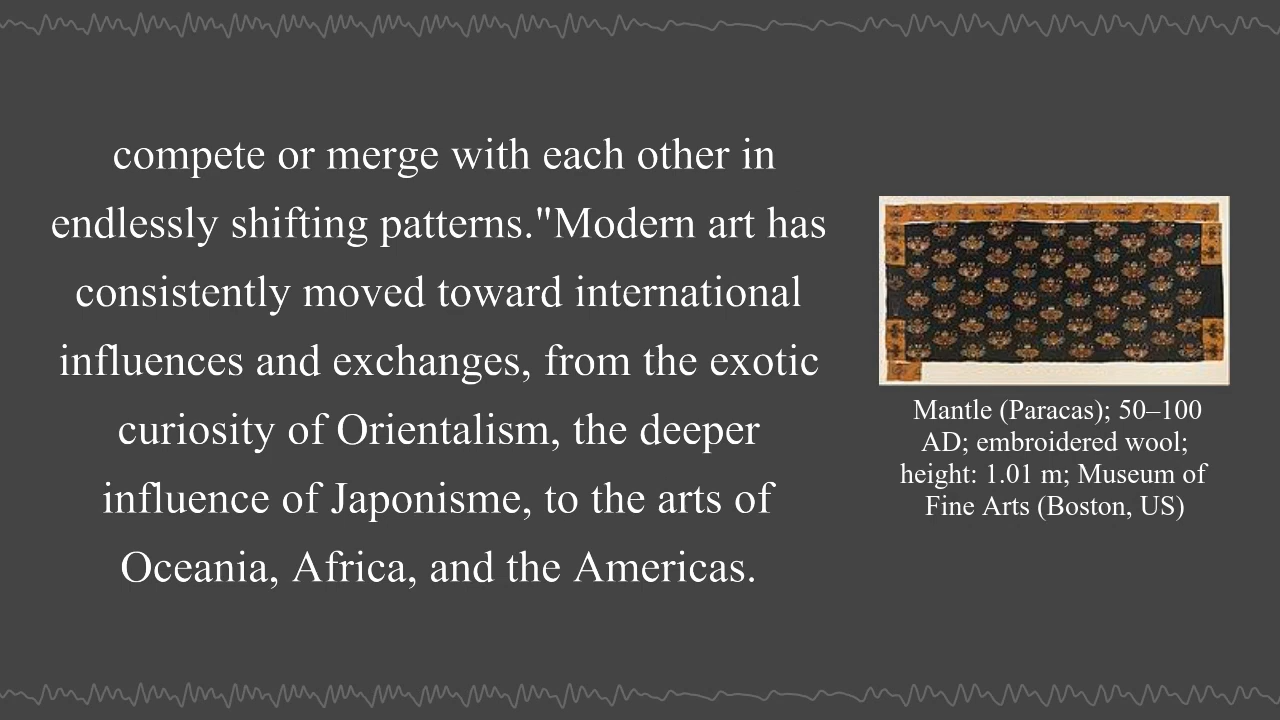 compete or merge with each other in
endlessly shifting patterns."Modern art has
consistently moved toward international
influences and exchanges, from the exotic
curiosity of Orientalism, the deeper
influence of Japonisme, to the arts of
Oceania, Africa, and the Americas.
Mantle (Paracas); 50–100
AD; embroidered wool;
height: 1.01 m; Museum of
Fine Arts (Boston, US)